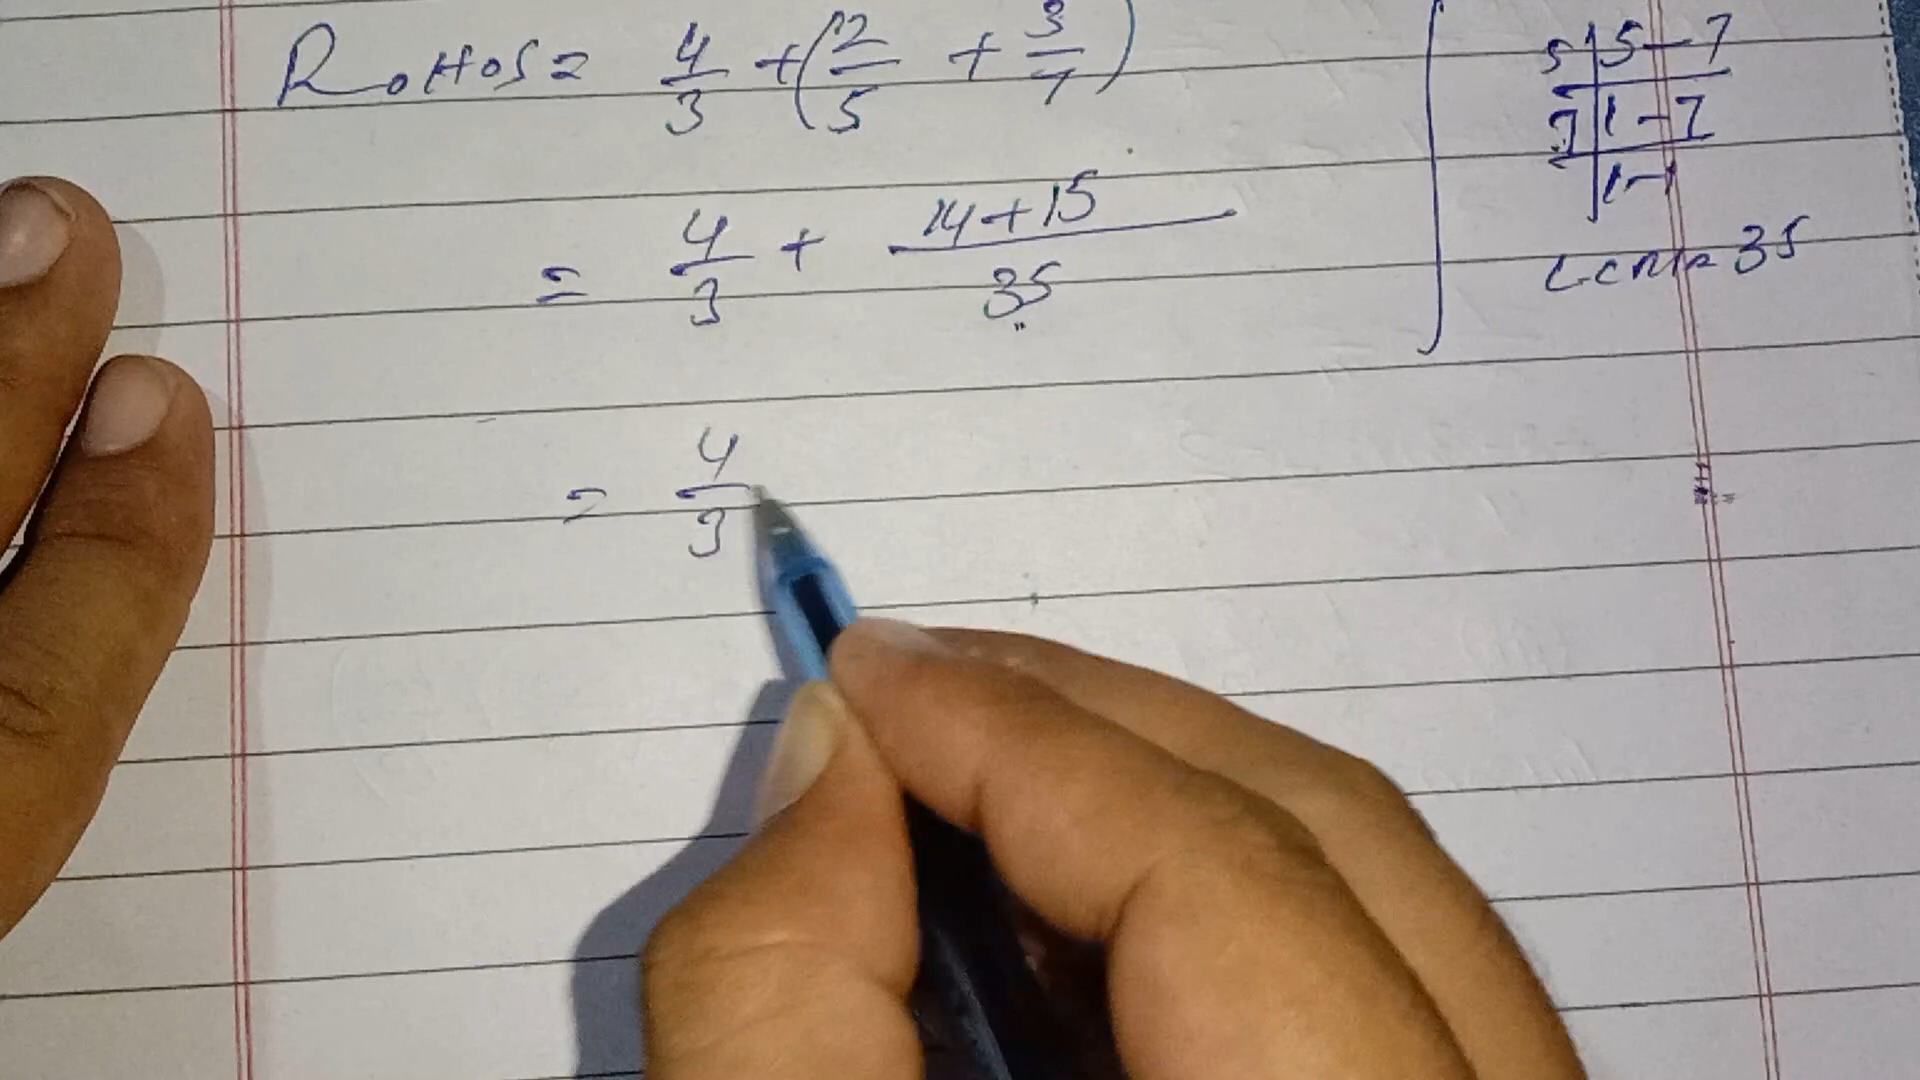 R.H.S = 4/3 + (2/5 + 3/7)
= 4/3 + 14+15/35
= 4/3
5 | 5 - 7
7 | 1 - 7
1 - 1
LCM = 35